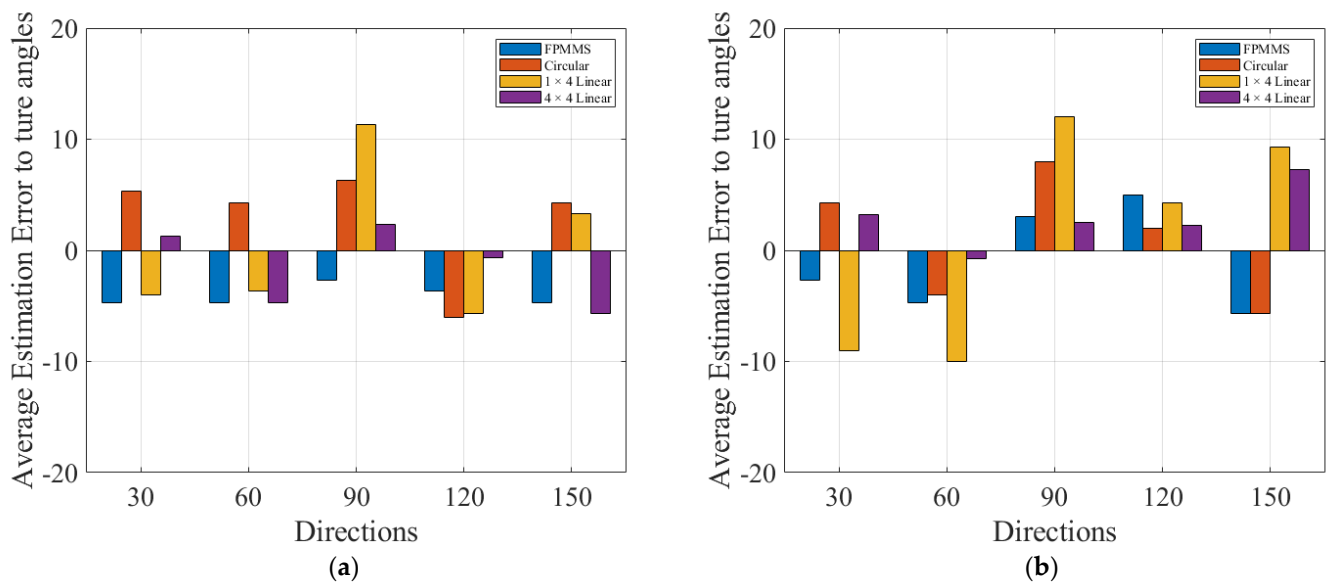 Average Estimation Error to ture angles
20
10
0
-10
-20
30 60 90 120 150
Directions
FPMMS
Circular
1 × 4 Linear
4 × 4 Linear
(a)
Average Estimation Error to ture angles
20
10
0
-10
-20
30 60 90 120 150
Directions
FPMMS
Circular
1 × 4 Linear
4 × 4 Linear
(b)